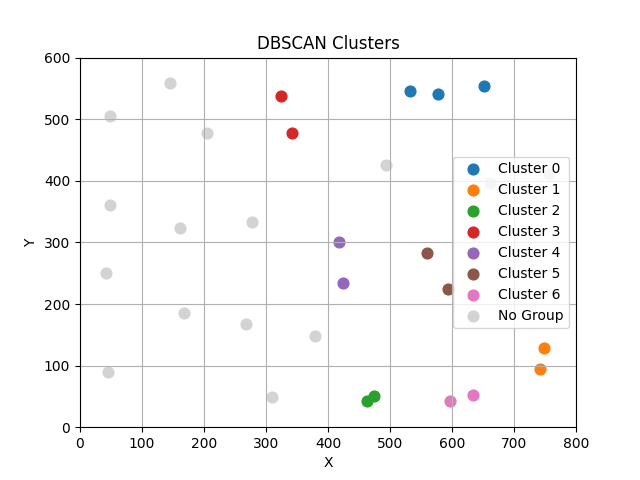 DBSCAN Clusters
600
500
400
300
200
100
0
Y
Cluster 0
Cluster 1
Cluster 2
Cluster 3
Cluster 4
Cluster 5
Cluster 6
No Group
0 100 200 300 400 500 600 700 800
X